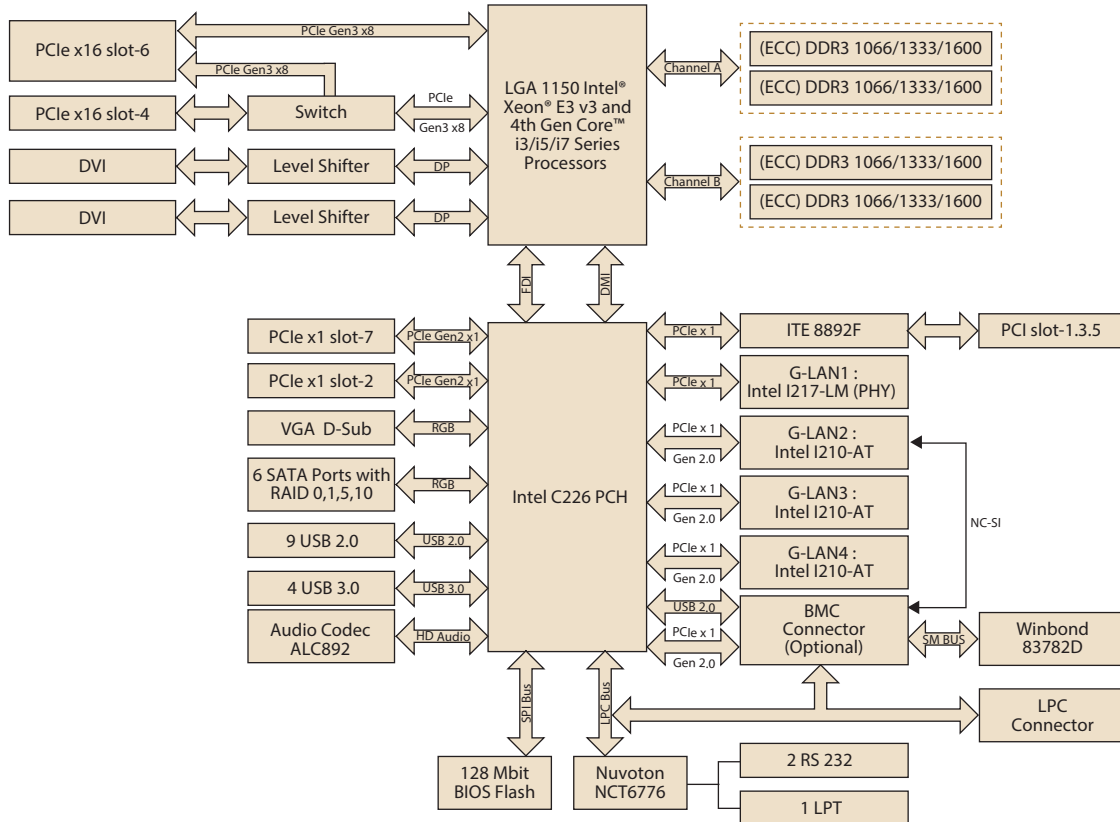 PCIe x16 slot-6
PCIe Gen3 x8
PCIe Gen3 x8
PCIe x16 slot-4
Switch
PCIe
Gen3 x8
DVI
Level Shifter
DP
DVI
Level Shifter
DP
LGA 1150 Intel®
Xeon® E3 v3 and
4th Gen Core™
i3/i5/i7 Series
Processors
Channel A
(ECC) DDR3 1066/1333/1600
(ECC) DDR3 1066/1333/1600
Channel B
(ECC) DDR3 1066/1333/1600
(ECC) DDR3 1066/1333/1600
FDI
DMI
PCIe x1 slot-7
PCIe Gen2 x1
PCIe x1 slot-2
PCIe Gen2 x1
VGA D-Sub
RGB
6 SATA Ports with
RAID 0,1,5,10
RGB
9 USB 2.0
USB 2.0
4 USB 3.0
USB 3.0
Audio Codec
ALC892
HD Audio
Intel C226 PCH
PCIe x 1
ITE 8892F
PCI slot-1.3.5
PCIe x 1
G-LAN1 :
Intel I217-LM (PHY)
PCIe x 1
Gen 2.0
G-LAN2 :
Intel I210-AT
PCIe x 1
Gen 2.0
G-LAN3 :
Intel I210-AT
NC-SI
PCIe x 1
Gen 2.0
G-LAN4 :
Intel I210-AT
USB 2.0
PCIe x 1
Gen 2.0
BMC
Connector
(Optional)
SM BUS
Winbond
83782D
SPI Bus
LPC Bus
LPC
Connector
128 Mbit
BIOS Flash
Nuvoton
NCT6776
2 RS 232
1 LPT